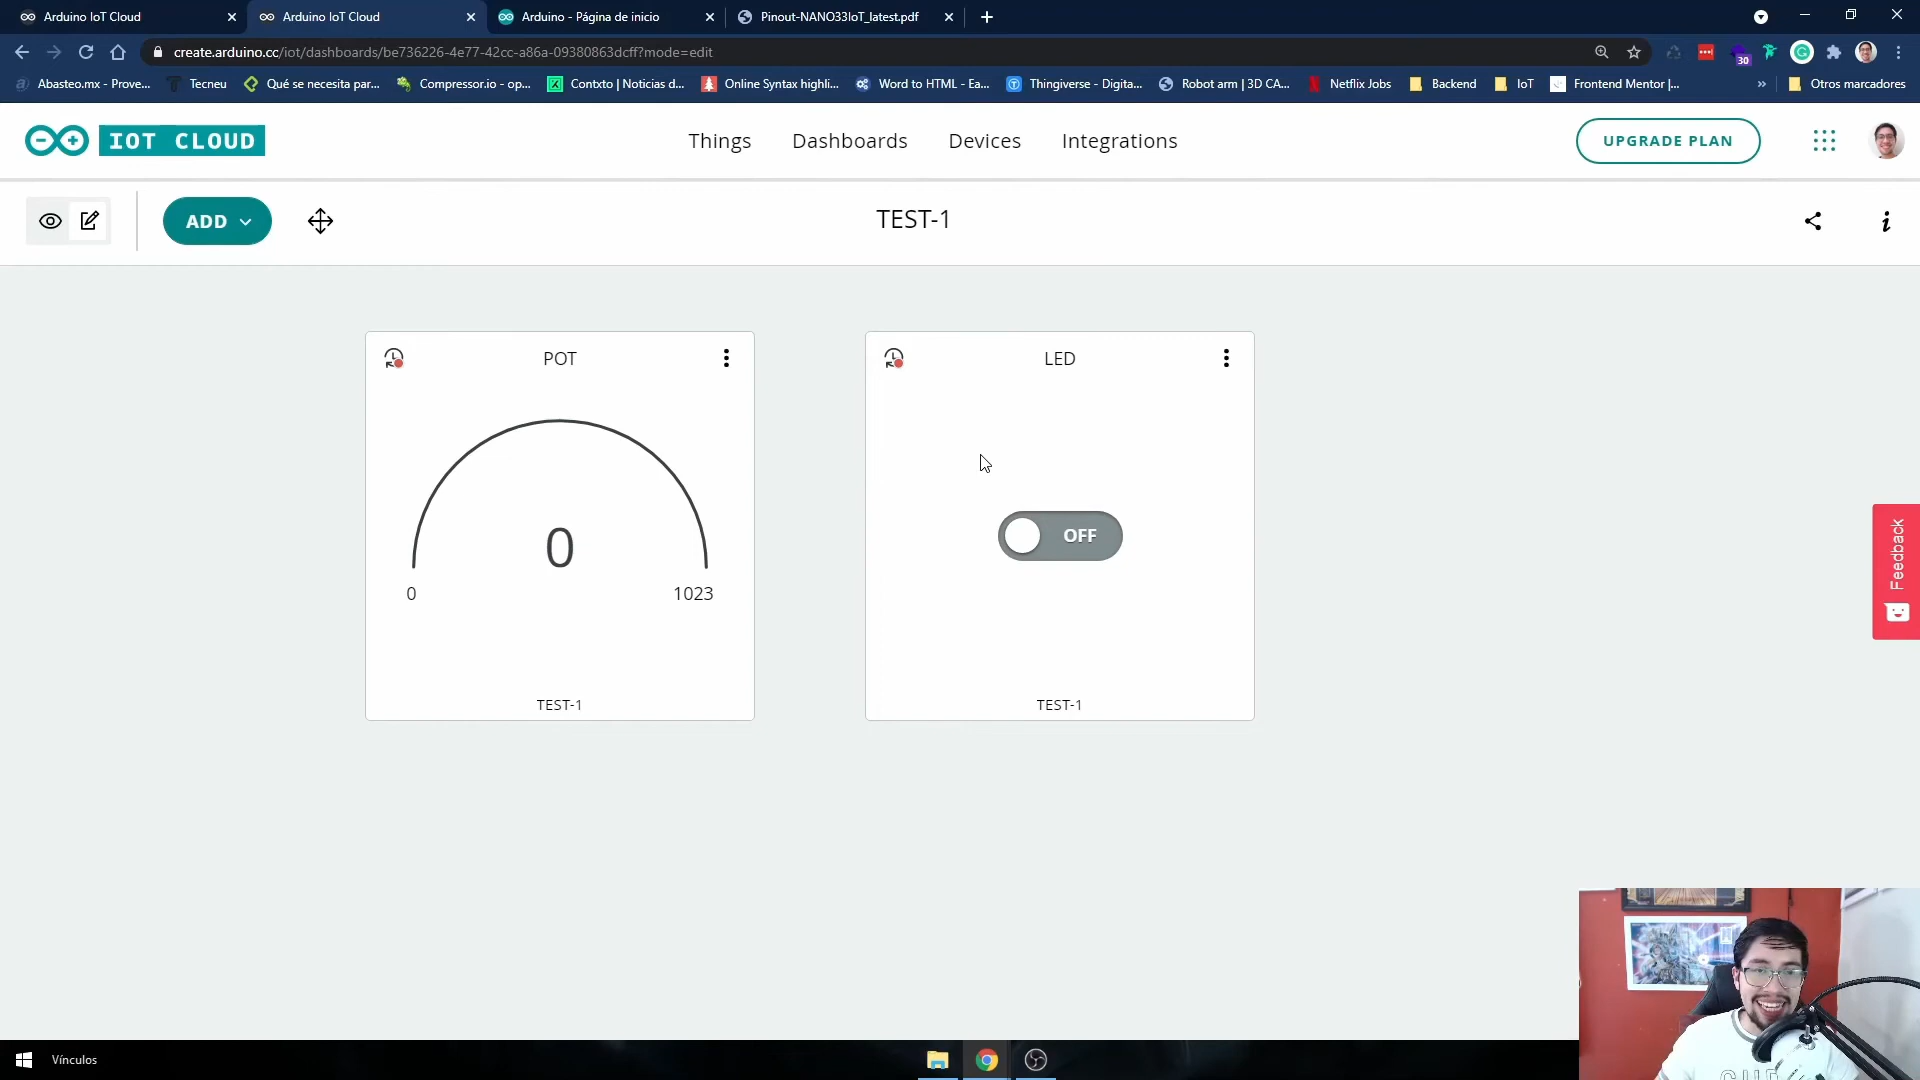 Arduino IoT Cloud
Arduino IoT Cloud
Arduino - Página de inicio
Pinout-NANO33IoT_latest.pdf
create.arduino.cc/iot/dashboards/be736226-4e77-42cc-a86a-09380863dcff?mode=edit
30
Abasteo.mx - Prove...
Tecneu
Qué se necesita par...
Compressor.io - op...
Contxto | Noticias d...
Online Syntax highli...
Word to HTML - Ea...
Thingiverse - Digita...
Robot arm | 3D CA...
Netflix Jobs
Backend
IoT
Frontend Mentor |...
»
Otros marcadores
IOT CLOUD
Things
Dashboards
Devices
Integrations
UPGRADE PLAN
ADD
TEST-1
POT
0
0
1023
TEST-1
LED
OFF
TEST-1
Feedback
Vínculos